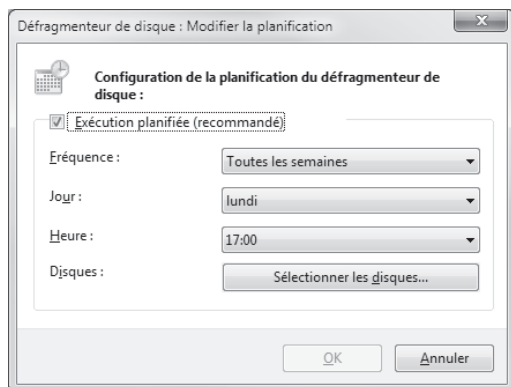 Défragmenteur de disque : Modifier la planification
Configuration de la planification du défragmenteur de
disque :
Exécution planifiée (recommandé)
Fréquence :
Toutes les semaines
Jour :
lundi
Heure :
17:00
Disques :
Sélectionner les disques...
OK
Annuler